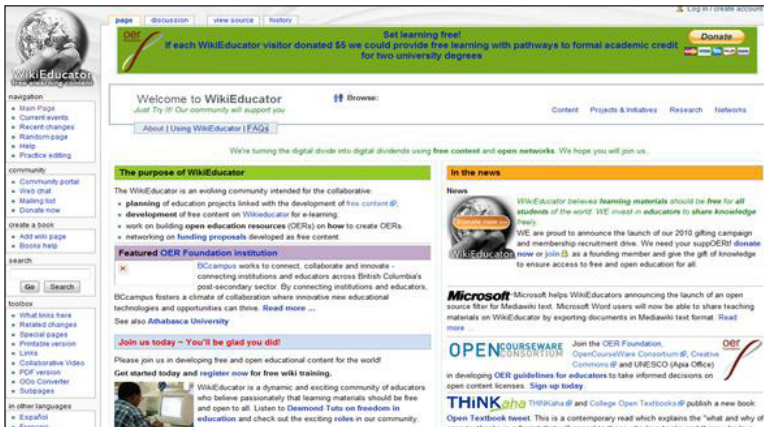 Log in / create account
page discussion view source history
oer
Set learning free!
If each WikiEducator visitor donated $5 we could provide free learning with pathways to formal academic credit
for two university degrees
Donate
WikiEducator
free elearning content
navigation
Main Page
Current events
Recent changes
Random page
Help
Practice editing
community
Community portal
Web chat
Mailing list
Donate now
create a book
Add wiki page
Books help
search
Go Search
toolbox
What links here
Related changes
Special pages
Printable version
Links
Collaborative Video
PDF version
OOo Converter
Subpages
in other languages
Español
Français
Welcome to WikiEducator
Just Try It! Our community will support you
Browse:
Content Projects & Initiatives Research Networks
About | Using WikiEducator | FAQs
We're turning the digital divide into digital dividends using free content and open networks. We hope you will join us.
The purpose of WikiEducator
The WikiEducator is an evolving community intended for the collaborative:
planning of education projects linked with the development of free content
development of free content on Wikieducator for e-learning.
work on building open education resources (OERs) on how to create OERs.
networking on funding proposals developed as free content.
Featured OER Foundation institution
BCcampus works to connect, collaborate and innovate -
connecting institutions and educators across British Columbia's
post-secondary sector. By connecting institutions and educators,
BCcampus fosters a climate of collaboration where innovative new educational
technologies and opportunities can thrive. Read more ...
See also Athabasca University
Join us today ~ You'll be glad you did!
Please join us in developing free and open educational content for the world!
Get started today and register now for free wiki training.
WikiEducator is a dynamic and exciting community of educators
who believe passionately that learning materials should be free
and open to all. Listen to Desmond Tutu on freedom in
education and check out the exciting roles in our community.
In the news
News
WikiEducator believes learning materials should be free for all
students of the world. WE invest in educators to share knowledge
freely.
Donate now
WikiEducator
WE are proud to announce the launch of our 2010 gifting campaign
and membership recruitment drive. We need your suppOERt! donate
now or join as a founding member and give the gift of knowledge
to ensure access to free and open education for all.
Microsoft Microsoft helps WikiEducators announcing the launch of an open
source filter for Mediawiki text. Microsoft Word users will now be able to share teaching
materials on WikiEducator by exporting documents in Mediawiki text format. Read
more ...
OPENCOURSEWARE CONSORTIUM
oer
Join the OER Foundation,
OpenCourseWare Consortium, Creative
Commons and UNESCO (Apia Office)
in developing OER guidelines for educators to take informed decisions on
open content licenses. Sign up today.
THiNKaha THINKaha and College Open Textbooks publish a new book:
Open Textbook tweet. This is a contemporary read which explains the "what and why of